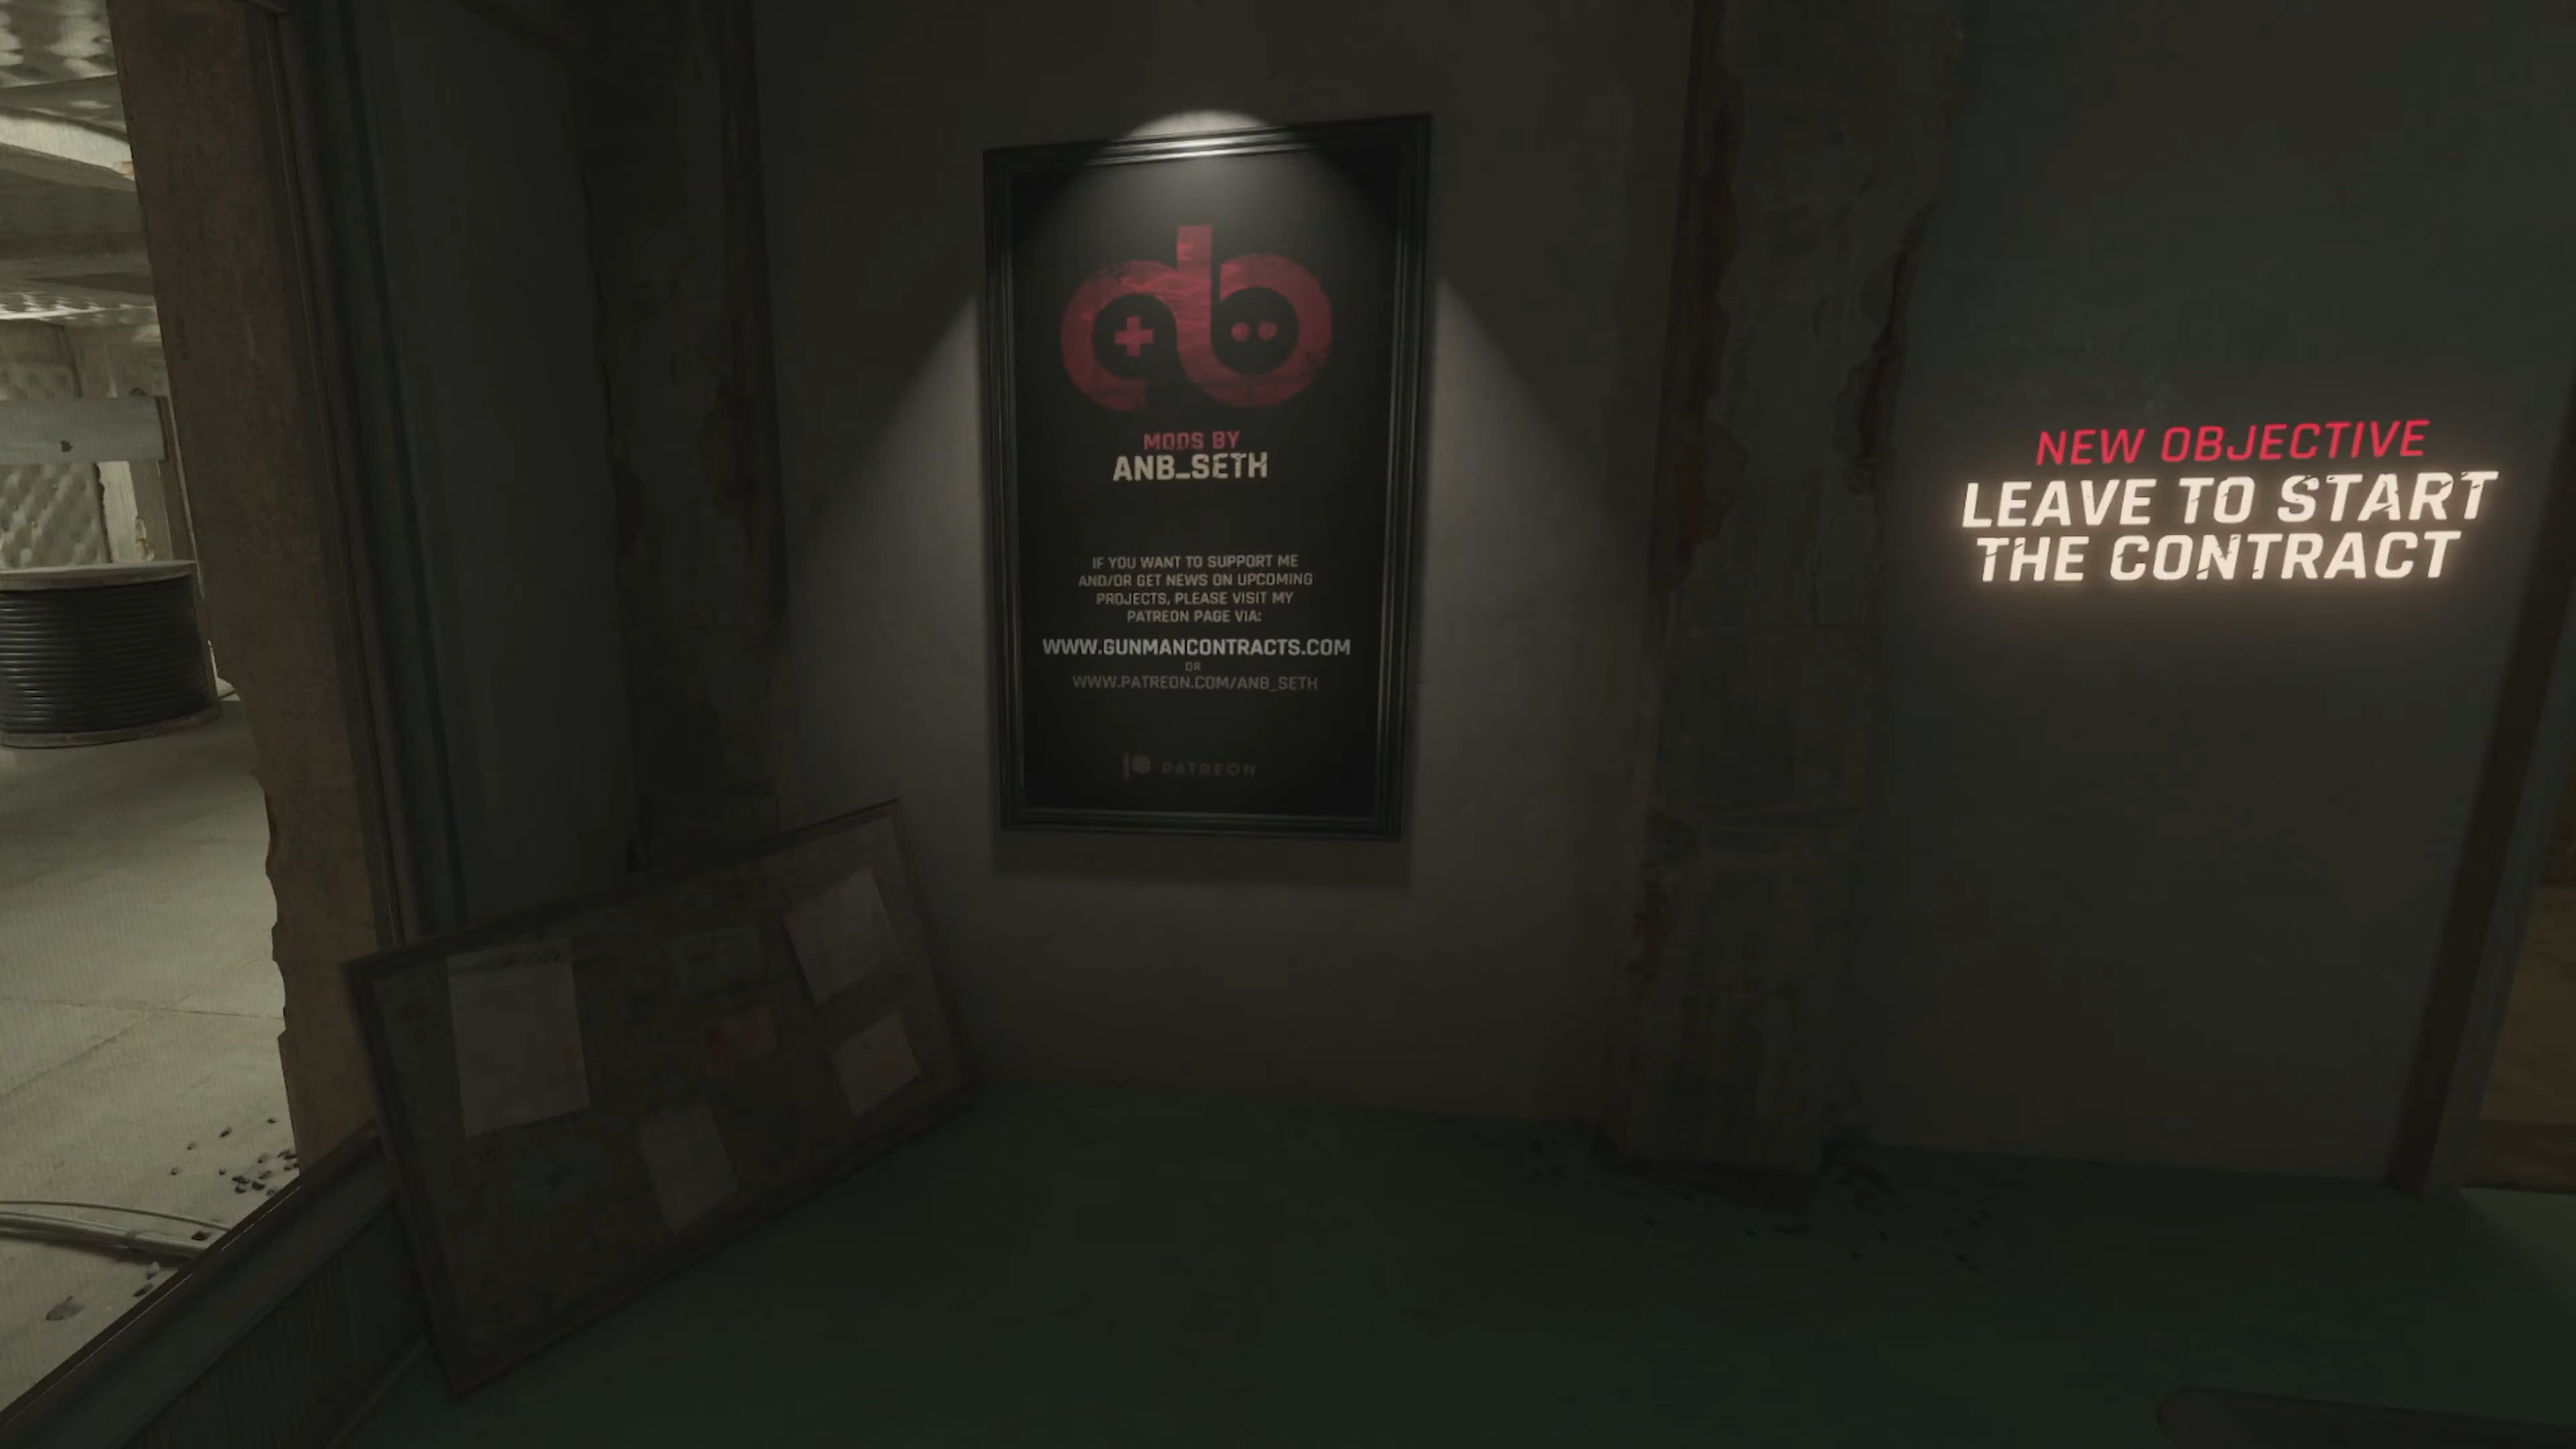 MODS BY
ANB_SETH
IF YOU WANT TO SUPPORT ME
AND/OR GET NEWS ON UPCOMING
PROJECTS, PLEASE VISIT MY
PATREON PAGE VIA:
WWW.GUNMANCONTRACTS.COM
OR
WWW.PATREON.COM/ANB_SETH
PATREON
NEW OBJECTIVE
LEAVE TO START
THE CONTRACT